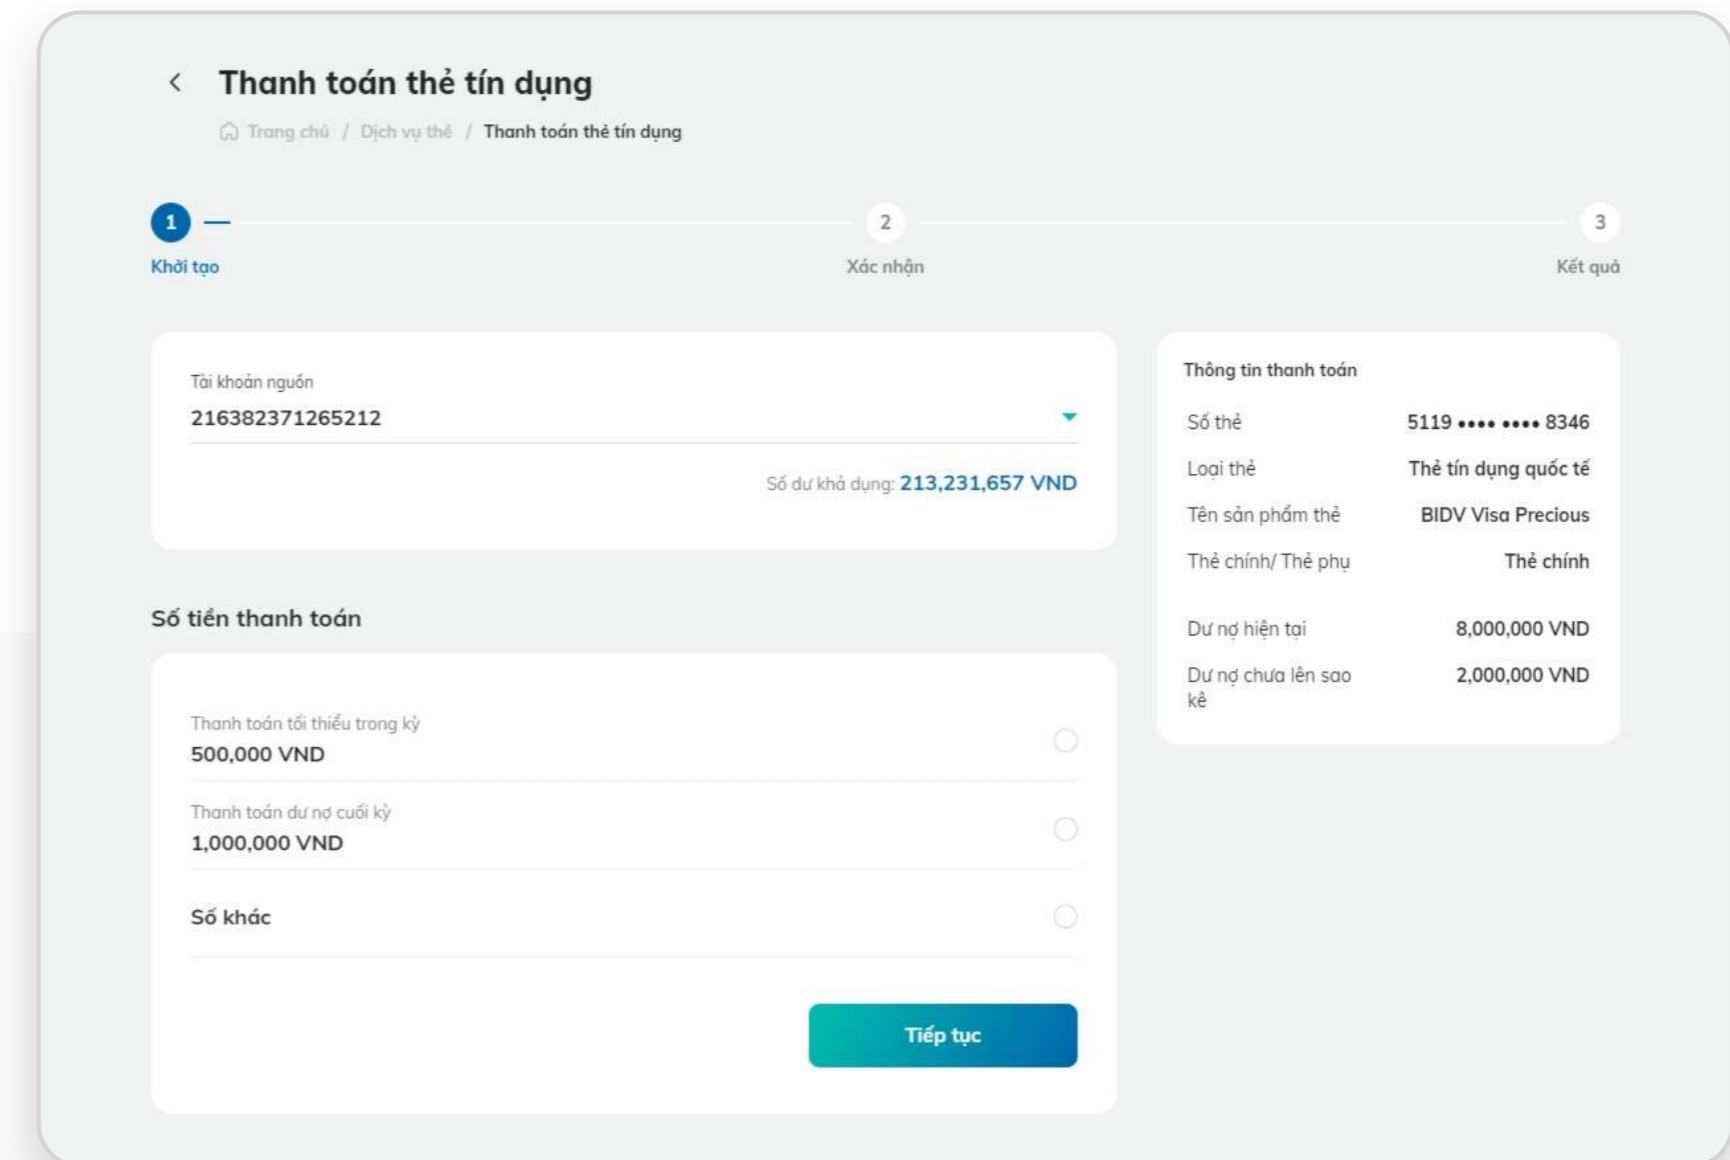 Thanh toán thẻ tín dụng
Trang chủ / Dịch vụ thẻ / Thanh toán thẻ tín dụng
1
2
3
Khởi tạo
Xác nhận
Kết quả
Tài khoản nguồn
216382371265212
Số dư khả dụng: 213,231,657 VND
Số tiền thanh toán
Thanh toán tối thiểu trong kỳ
500,000 VND
Thanh toán dư nợ cuối kỳ
1,000,000 VND
Số khác
Tiếp tục
Thông tin thanh toán
Số thẻ 5119 •••• •••• 8346
Loại thẻ Thẻ tín dụng quốc tế
Tên sản phẩm thẻ BIDV Visa Precious
Thẻ chính/ Thẻ phụ Thẻ chính
Dư nợ hiện tại 8,000,000 VND
Dư nợ chưa lên sao 2,000,000 VND
kê